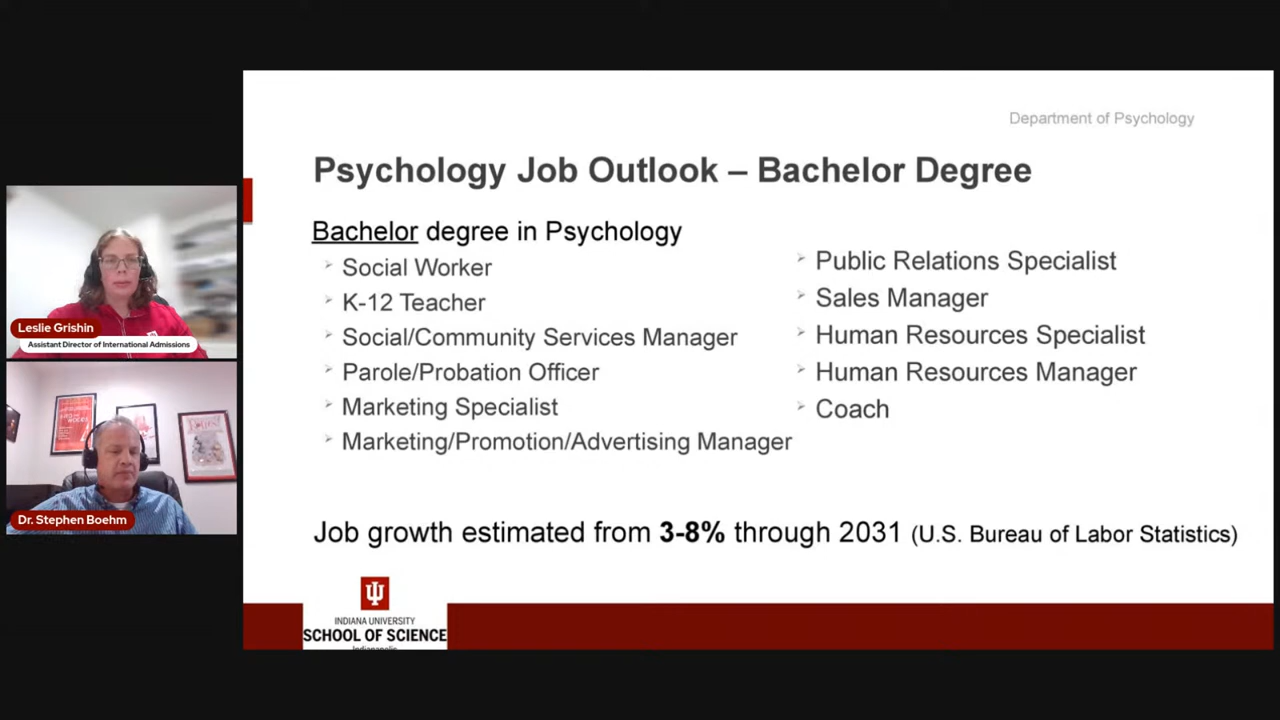 Department of Psychology
Psychology Job Outlook – Bachelor Degree
Bachelor degree in Psychology
Social Worker
K-12 Teacher
Social/Community Services Manager
Parole/Probation Officer
Marketing Specialist
Marketing/Promotion/Advertising Manager
Public Relations Specialist
Sales Manager
Human Resources Specialist
Human Resources Manager
Coach
Job growth estimated from 3-8% through 2031 (U.S. Bureau of Labor Statistics)
INDIANA UNIVERSITY
SCHOOL OF SCIENCE
Indianapolis
Leslie Grishin
Assistant Director of International Admissions
Dr. Stephen Boehm